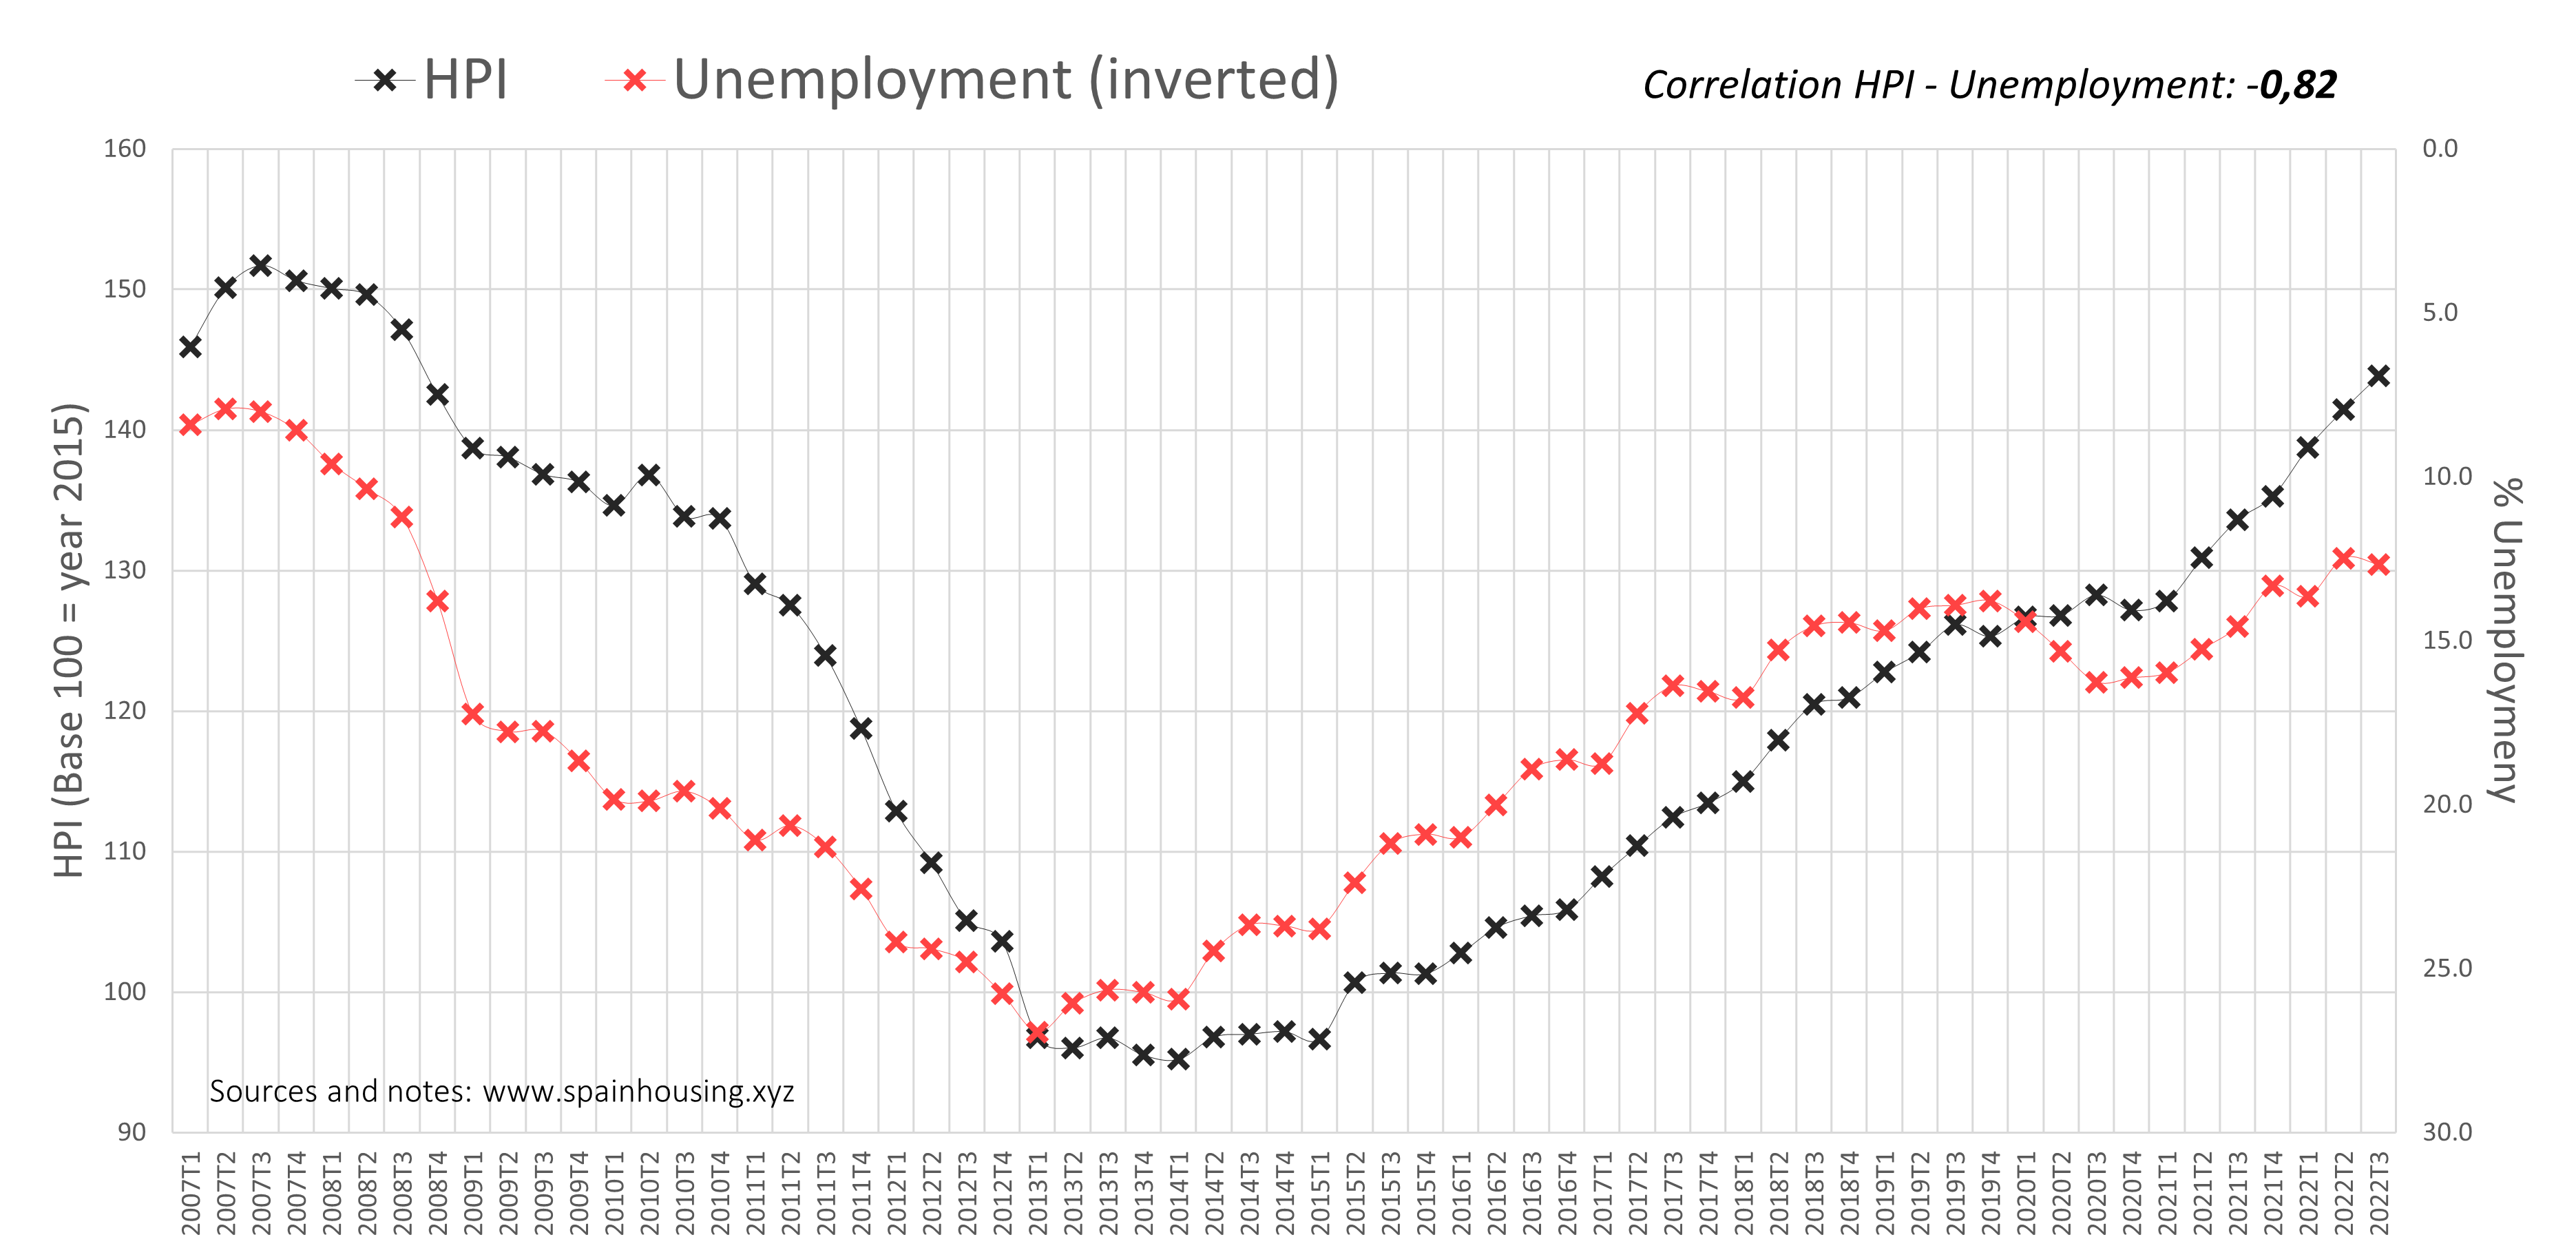 HPI
Unemployment (inverted)
Correlation HPI - Unemployment: -0,82
160
150
140
130
120
110
100
90
HPI (Base 100 = year 2015)
0.0
5.0
10.0
15.0
20.0
25.0
30.0
% Unemploymeny
Sources and notes: www.spainhousing.xyz
2007T1
2007T2
2007T3
2007T4
2008T1
2008T2
2008T3
2008T4
2009T1
2009T2
2009T3
2009T4
2010T1
2010T2
2010T3
2010T4
2011T1
2011T2
2011T3
2011T4
2012T1
2012T2
2012T3
2012T4
2013T1
2013T2
2013T3
2013T4
2014T1
2014T2
2014T3
2014T4
2015T1
2015T2
2015T3
2015T4
2016T1
2016T2
2016T3
2016T4
2017T1
2017T2
2017T3
2017T4
2018T1
2018T2
2018T3
2018T4
2019T1
2019T2
2019T3
2019T4
2020T1
2020T2
2020T3
2020T4
2021T1
2021T2
2021T3
2021T4
2022T1
2022T2
2022T3